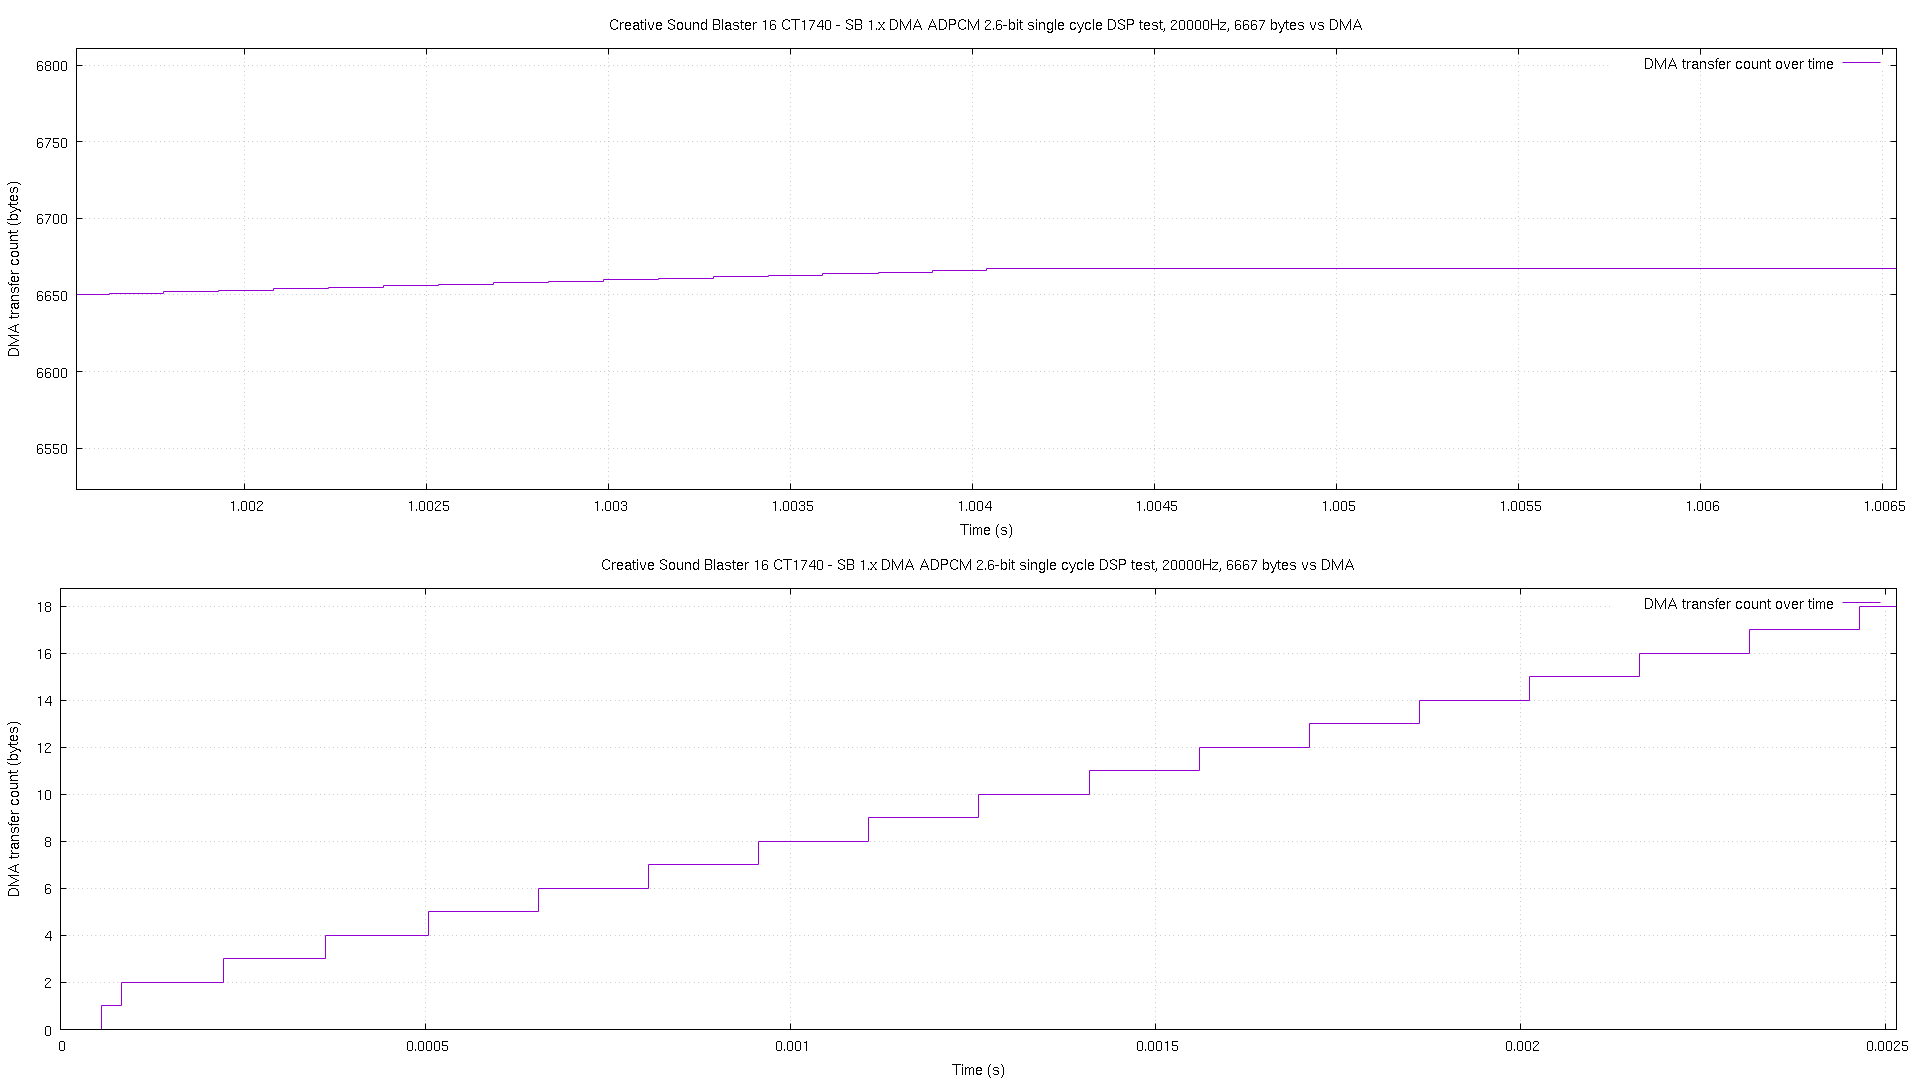 Creative Sound Blaster 16 CT1740 - SB 1.x DMA ADPCM 2.6-bit single cycle DSP test, 20000Hz, 6667 bytes vs DMA
DMA transfer count over time
DMA transfer count (bytes)
6800
6750
6700
6650
6600
6550
1.002 1.0025 1.003 1.0035 1.004 1.0045 1.005 1.0055 1.006 1.0065
Time (s)
Creative Sound Blaster 16 CT1740 - SB 1.x DMA ADPCM 2.6-bit single cycle DSP test, 20000Hz, 6667 bytes vs DMA
DMA transfer count over time
DMA transfer count (bytes)
18
16
14
12
10
8
6
4
2
0
0 0.0005 0.001 0.0015 0.002 0.0025
Time (s)